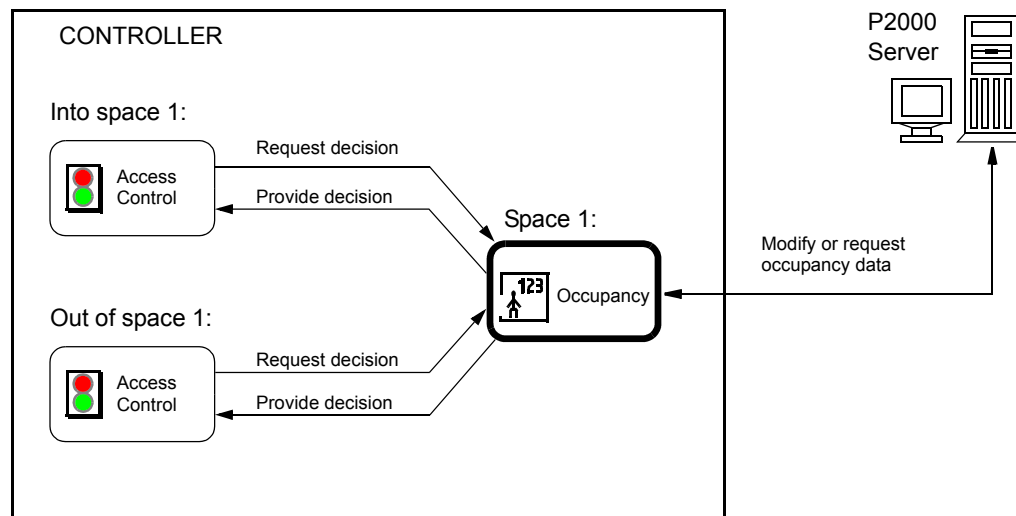 CONTROLLER
P2000
Server
Into space 1:
Access
Control
Request decision
Provide decision
Space 1:
123
Occupancy
Modify or request
occupancy data
Out of space 1:
Access
Control
Request decision
Provide decision